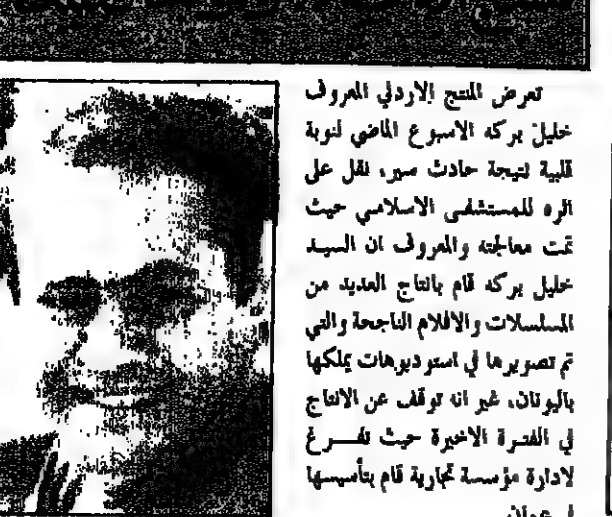 تعرض المنتج الاردني المعروف
خليل بركه الاسبوع الماضي لنوبة
قلبية نتيجة حادث سير، نقل على
اثره للمستشفى الاسلامي حيث
تمت معالجته والمعروف ان السيد
خليل بركه قام بانتاج العديد من
المسلسلات والافلام الناجحة والتي
تم تصويرها في استوديوهات يملكها
باليونان، غير انه توقف عن الانتاج
في الفترة الاخيرة حيث تفرغ
لادارة مؤسسة تجارية قام بتأسيسها
في عمان